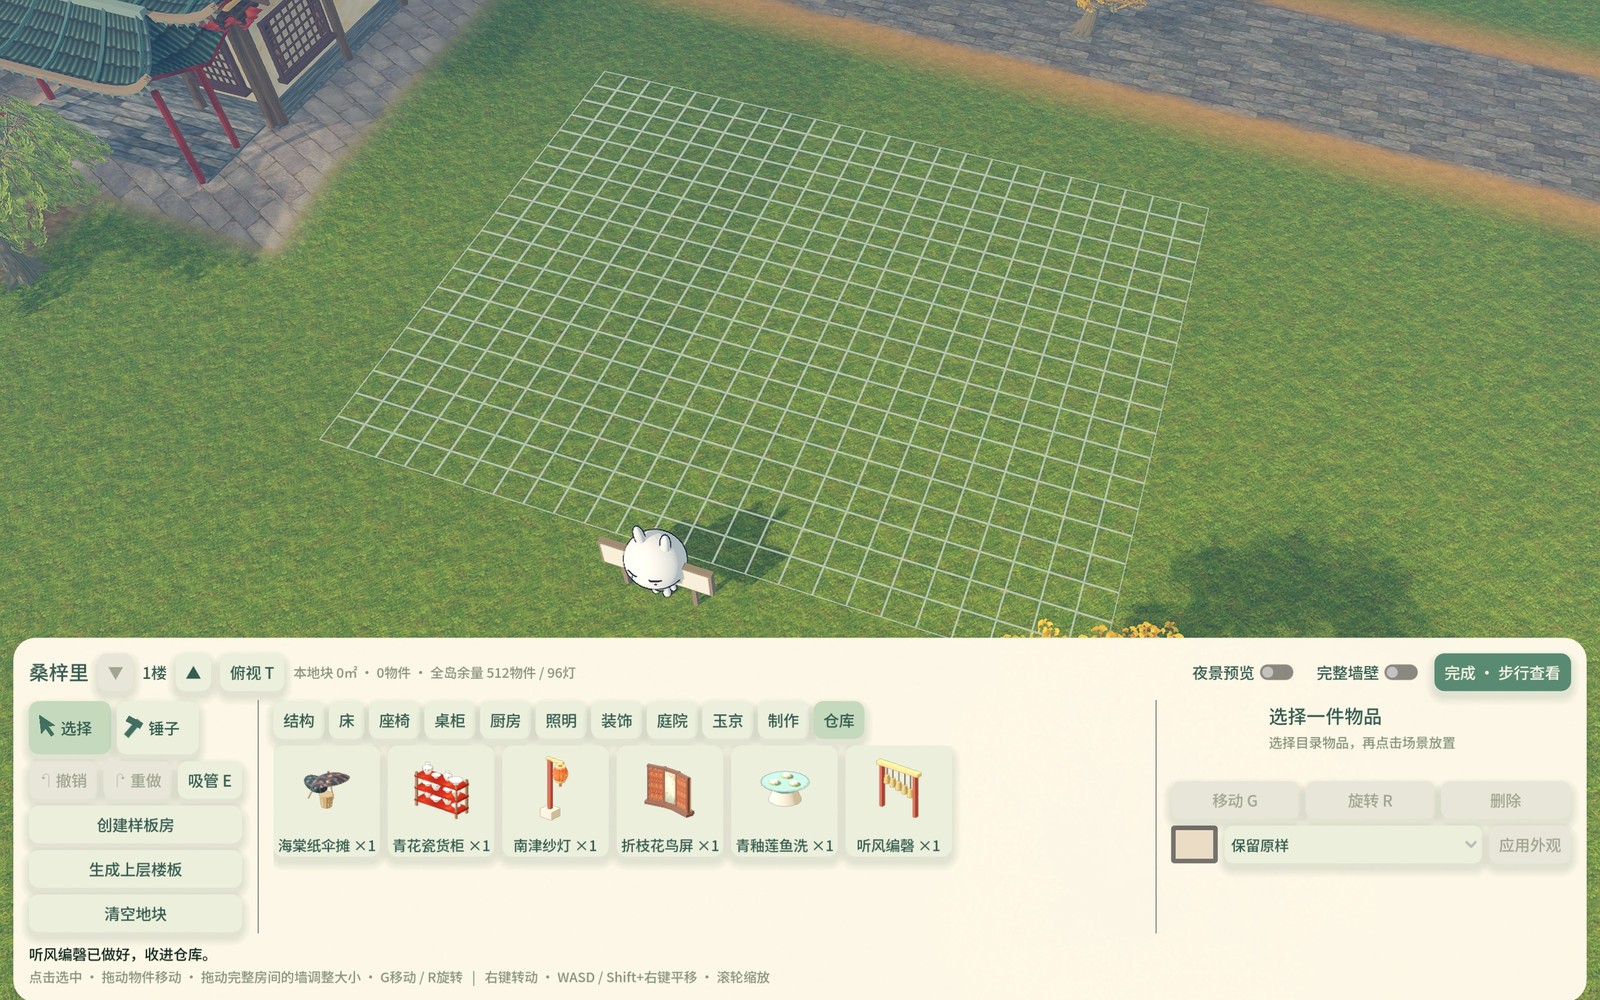 桑梓里 ▼ 1楼 ▲ 俯视 T 本地块 0㎡ · 0物件 · 全岛余量 512物件 / 96灯 夜景预览 完整墙壁 完成 · 步行查看
选择 锤子
撤销 重做 吸管 E
创建样板房
生成上层楼板
清空地块
结构 床 座椅 桌柜 厨房 照明 装饰 庭院 玉京 制作 仓库
海棠纸伞摊 ×1 青花瓷货柜 ×1 南津纱灯 ×1 折枝花鸟屏 ×1 青釉莲鱼洗 ×1 听风编磬 ×1
选择一件物品
选择目录物品，再点击场景放置
移动 G 旋转 R 删除
保留原样 应用外观
听风编磬已做好，收进仓库。
点击选中 · 拖动物件移动 · 拖动完整房间的墙调整大小 · G移动 / R旋转 | 右键转动 · WASD / Shift+右键平移 · 滚轮缩放